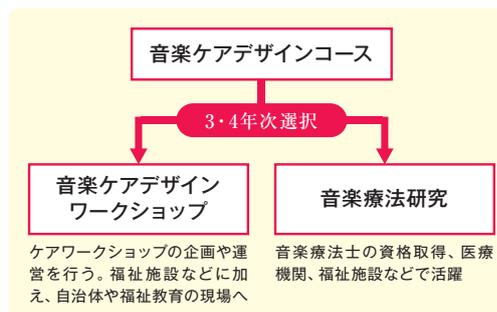 音楽ケアデザインコース
3・4年次選択
音楽ケアデザイン
ワークショップ
ケアワークショップの企画や運
営を行う。福祉施設などに加
え、自治体や福祉教育の現場へ
音楽療法研究
音楽療法士の資格取得、医療
機関、福祉施設などで活躍